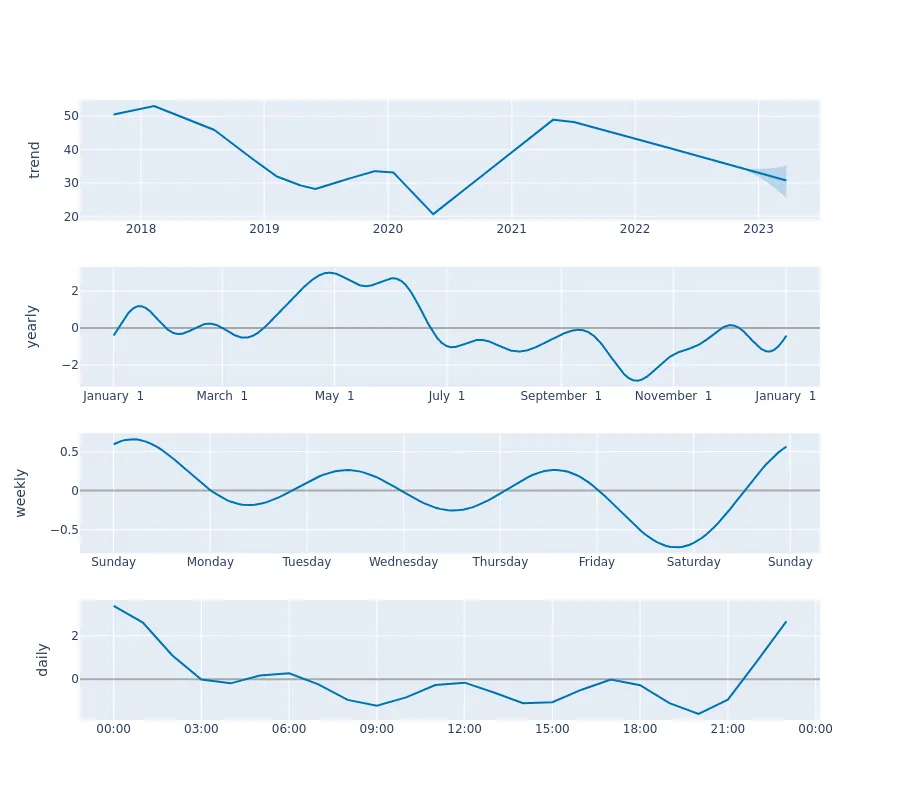 trend
50
40
30
20
2018 2019 2020 2021 2022 2023
yearly
2
0
−2
January 1 March 1 May 1 July 1 September 1 November 1 January 1
weekly
0.5
0
−0.5
Sunday Monday Tuesday Wednesday Thursday Friday Saturday Sunday
daily
2
0
00:00 03:00 06:00 09:00 12:00 15:00 18:00 21:00 00:00